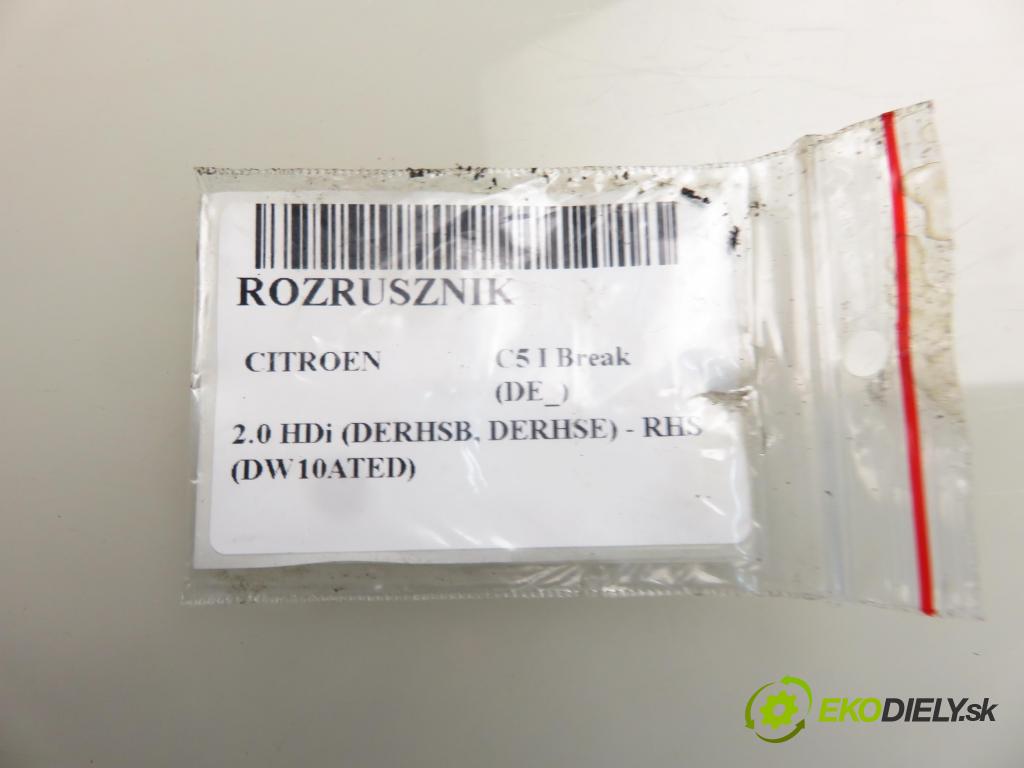 ROZRUSZNIK
CITROEN C5 I Break
(DE_)
2.0 HDi (DERHSB, DERHSE) - RHS
(DW10ATED)
EKODIELY.sk